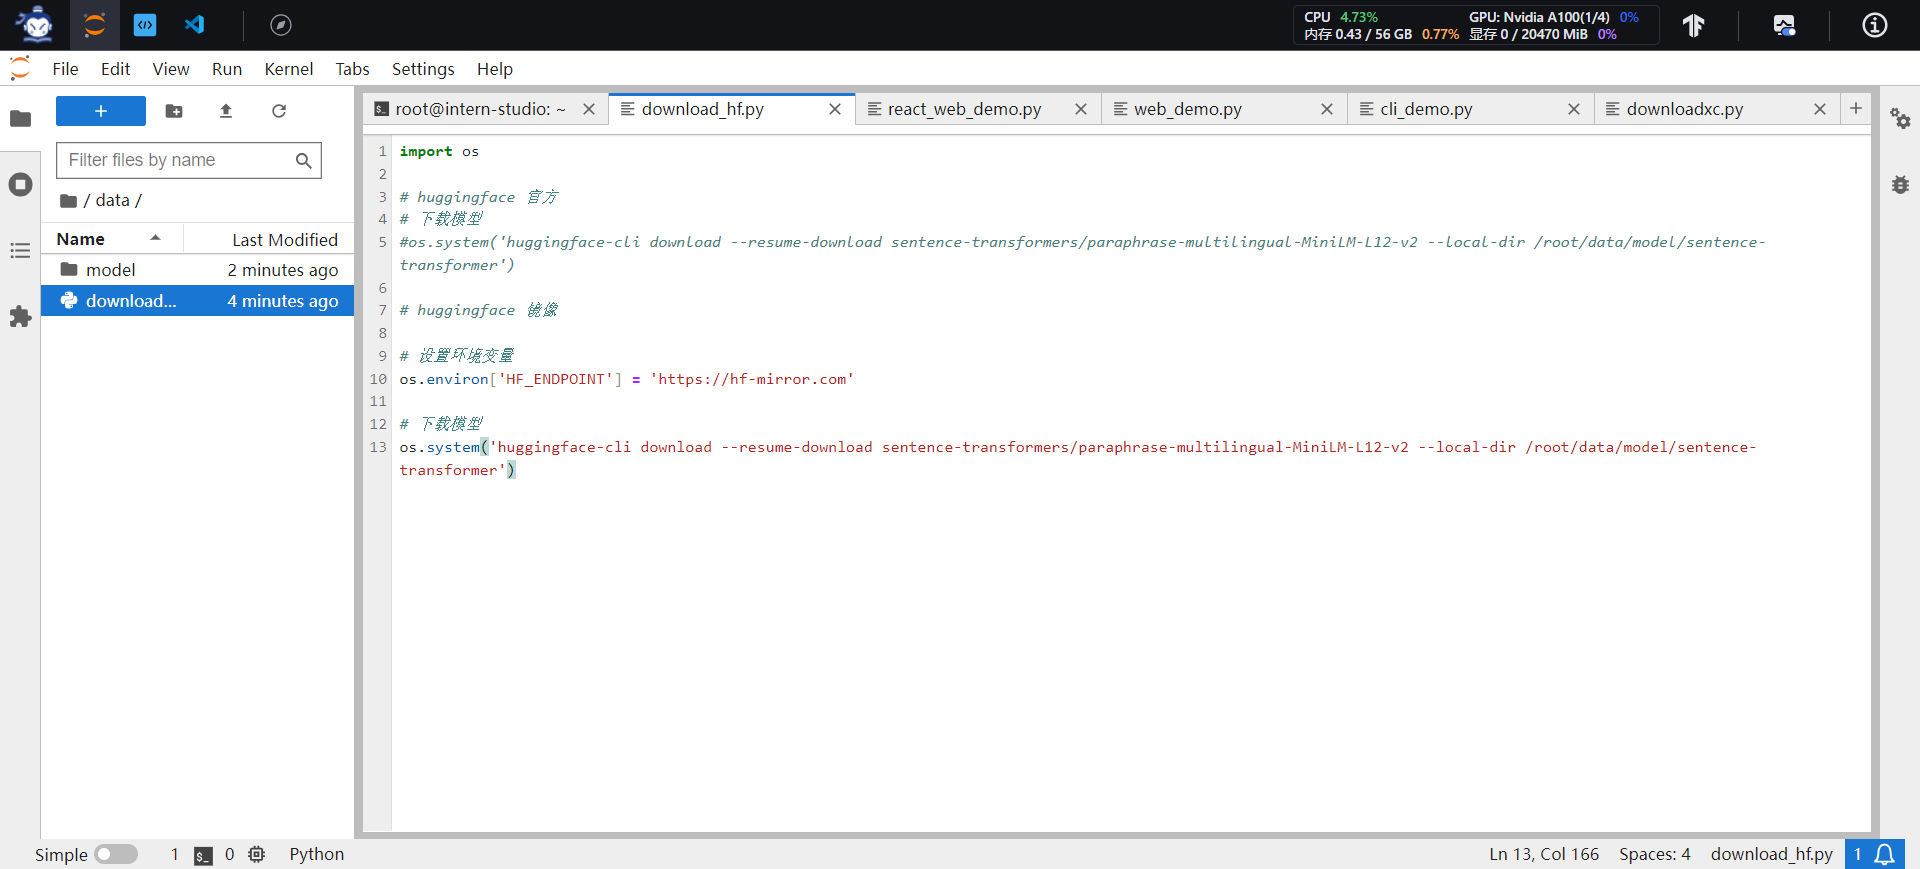 CPU 4.73% GPU: Nvidia A100(1/4) 0%
内存 0.43 / 56 GB 0.77% 显存 0 / 20470 MiB 0%
File Edit View Run Kernel Tabs Settings Help
+
Filter files by name
/ data /
Name Last Modified
model 2 minutes ago
download... 4 minutes ago
root@intern-studio: ~ download_hf.py react_web_demo.py web_demo.py cli_demo.py downloadxc.py
1 import os
2
3 # huggingface 官方
4 # 下载模型
5 #os.system('huggingface-cli download --resume-download sentence-transformers/paraphrase-multilingual-MiniLM-L12-v2 --local-dir /root/data/model/sentence-
transformer')
6
7 # huggingface 镜像
8
9 # 设置环境变量
10 os.environ['HF_ENDPOINT'] = 'https://hf-mirror.com'
11
12 # 下载模型
13 os.system('huggingface-cli download --resume-download sentence-transformers/paraphrase-multilingual-MiniLM-L12-v2 --local-dir /root/data/model/sentence-
transformer')
Simple 1 $_ 0 Python Ln 13, Col 166 Spaces: 4 download_hf.py 1